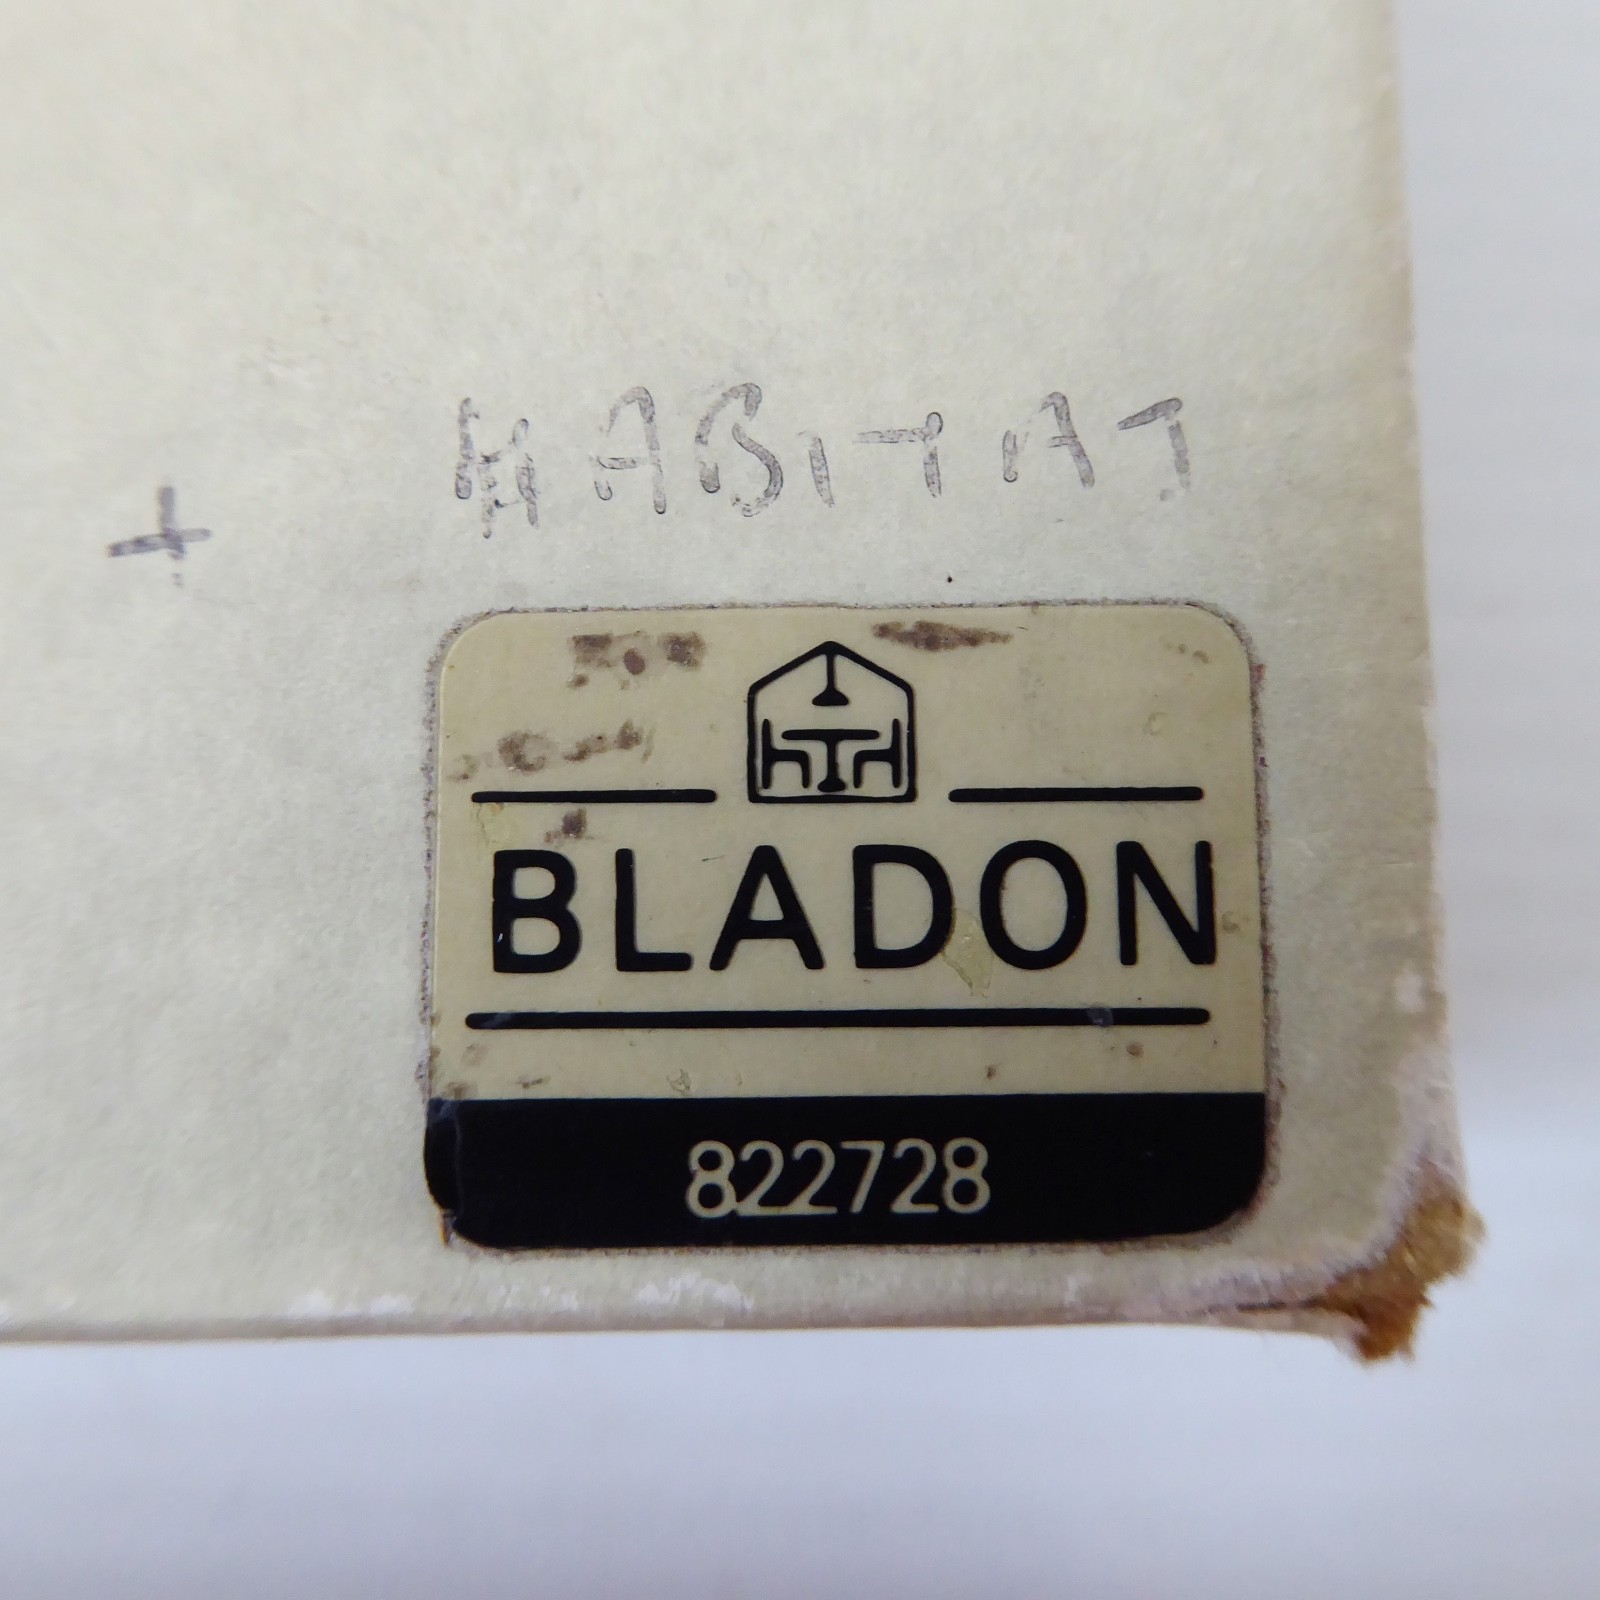 + HABITAT
BLADON
822728